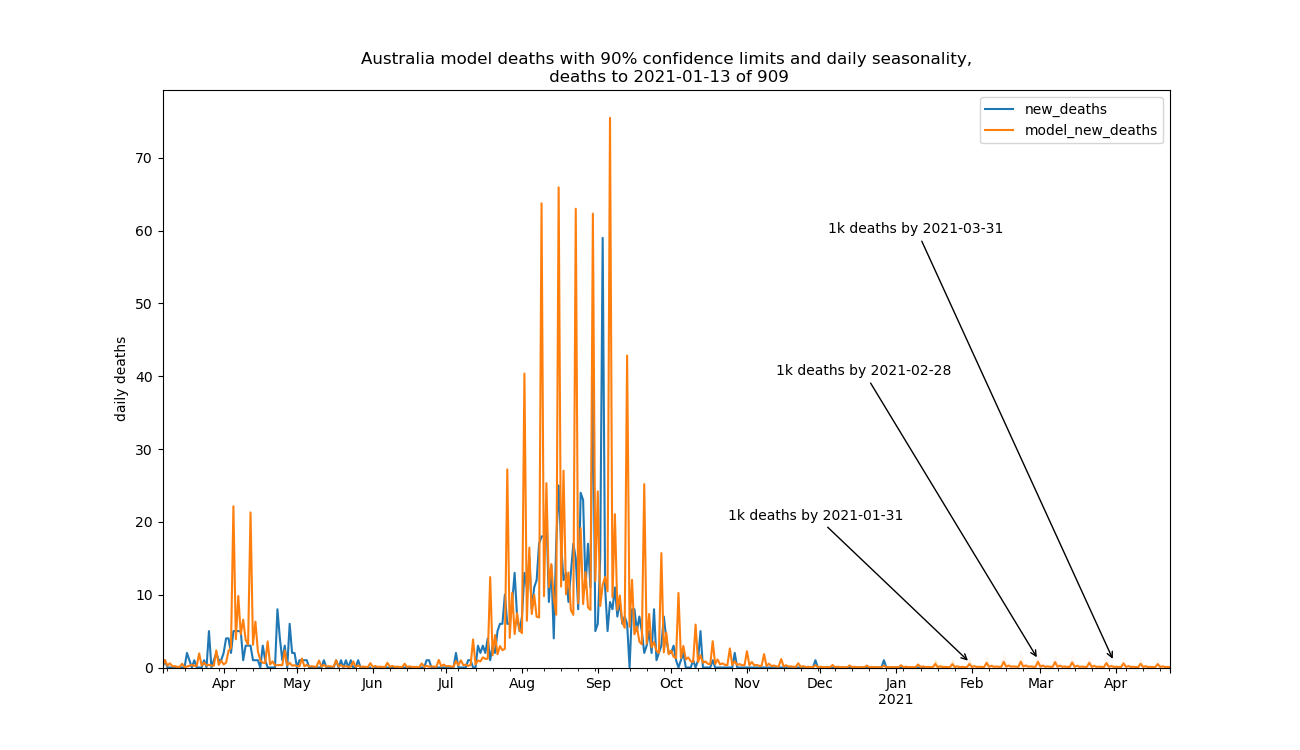 Australia model deaths with 90% confidence limits and daily seasonality,
deaths to 2021-01-13 of 909
new_deaths
model_new_deaths
70
60
50
40
30
20
10
0
daily deaths
1k deaths by 2021-03-31
1k deaths by 2021-02-28
1k deaths by 2021-01-31
Apr May Jun Jul Aug Sep Oct Nov Dec Jan Feb Mar Apr
2021